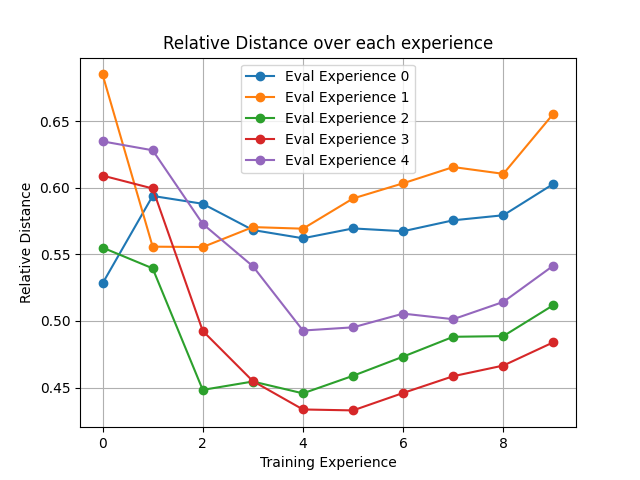 Relative Distance over each experience
Eval Experience 0
Eval Experience 1
Eval Experience 2
Eval Experience 3
Eval Experience 4
Relative Distance
0.65
0.60
0.55
0.50
0.45
0 2 4 6 8
Training Experience